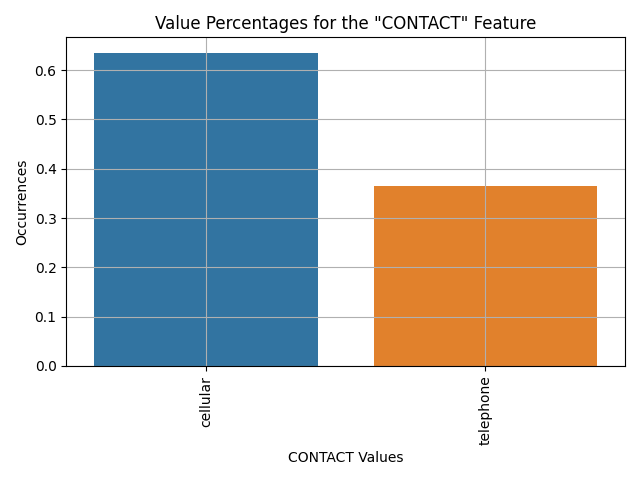 Value Percentages for the "CONTACT" Feature
Occurrences
0.6
0.5
0.4
0.3
0.2
0.1
0.0
cellular
telephone
CONTACT Values